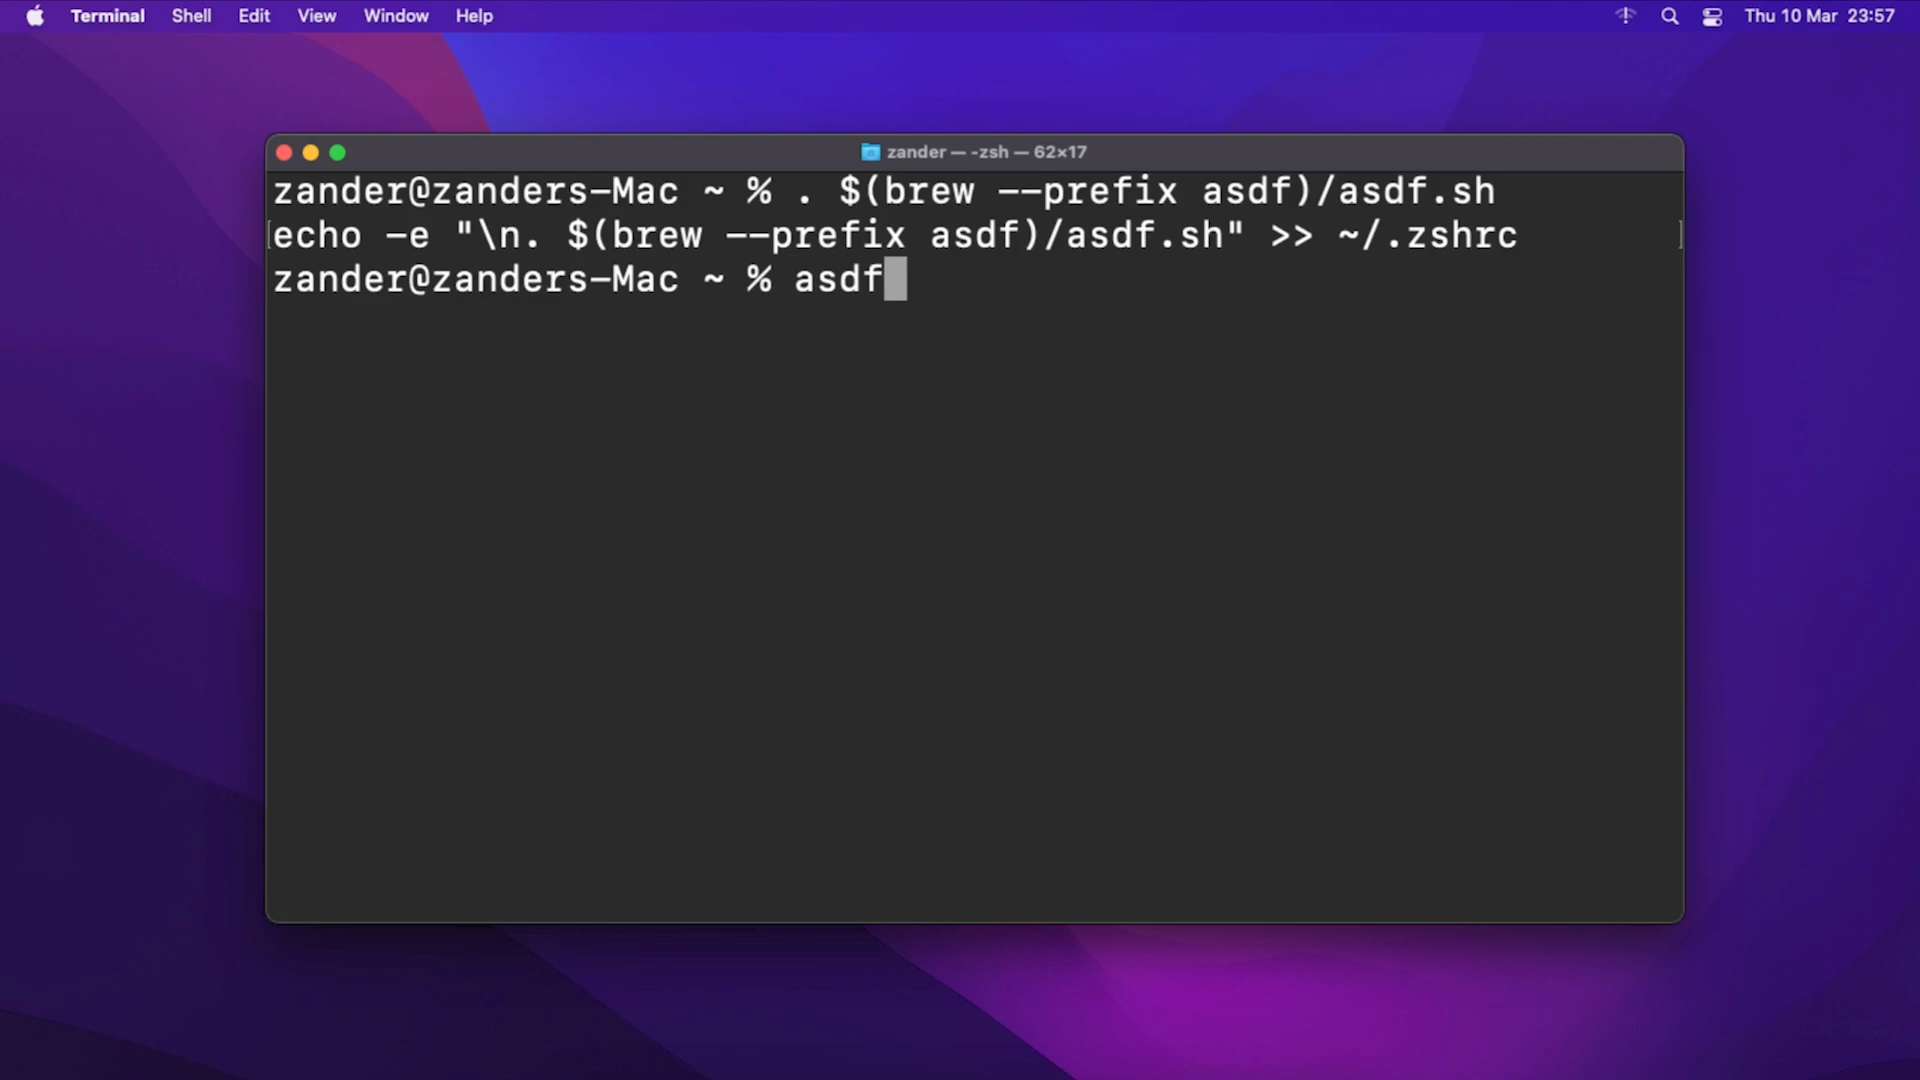 Terminal Shell Edit View Window Help Thu 10 Mar 23:57
zander — -zsh — 62×17
zander@zanders-Mac ~ % . $(brew --prefix asdf)/asdf.sh
echo -e "\n. $(brew --prefix asdf)/asdf.sh" >> ~/.zshrc
zander@zanders-Mac ~ % asdf